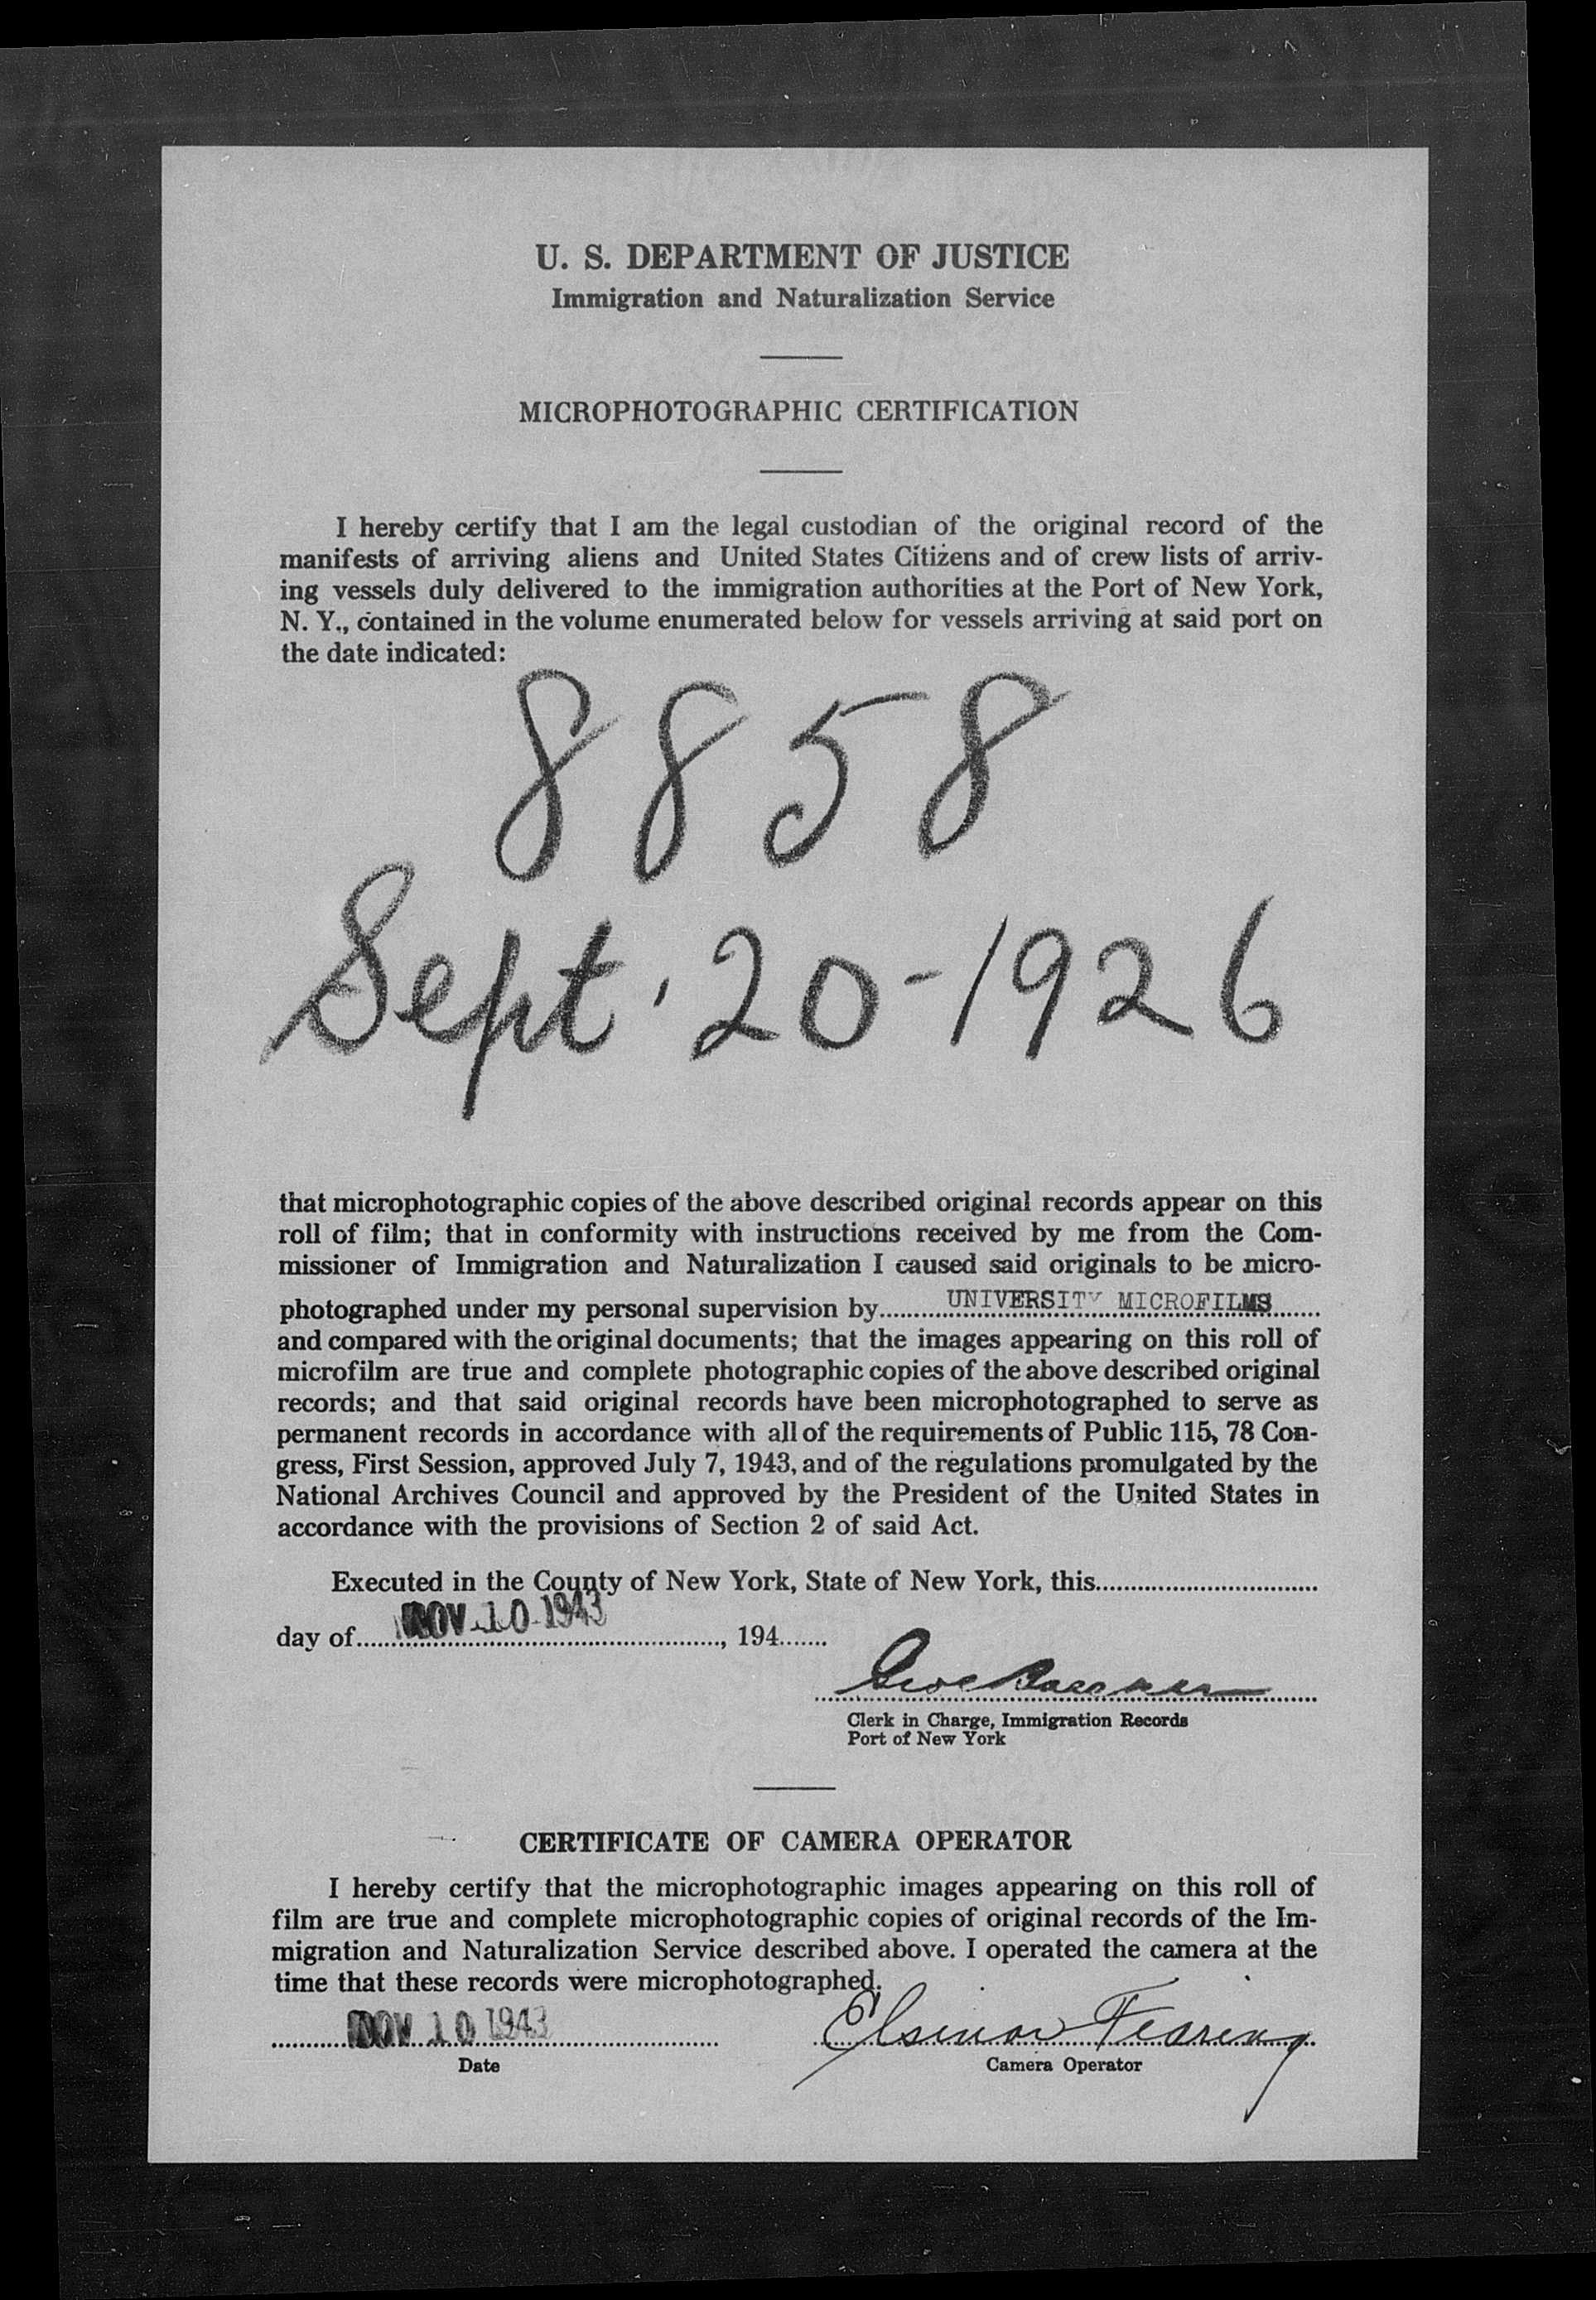 U. S. DEPARTMENT OF JUSTICE
Immigration and Naturalization Service
MICROPHOTOGRAPHIC CERTIFICATION
I hereby certify that I am the legal custodian of the original record of the
manifests of arriving aliens and United States Citizens and of crew lists of arriv-
ing vessels duly delivered to the immigration authorities at the Port of New York,
N. Y., contained in the volume enumerated below for vessels arriving at said port on
the date indicated:
8858
Sept. 20-1926
that microphotographic copies of the above described original records appear on this
roll of film; that in conformity with instructions received by me from the Com-
missioner of Immigration and Naturalization I caused said originals to be micro-
photographed under my personal supervision by UNIVERSITY MICROFILMS
and compared with the original documents; that the images appearing on this roll of
microfilm are true and complete photographic copies of the above described original
records; and that said original records have been microphotographed to serve as
permanent records in accordance with all of the requirements of Public 115, 78 Con-
gress, First Session, approved July 7, 1943, and of the regulations promulgated by the
National Archives Council and approved by the President of the United States in
accordance with the provisions of Section 2 of said Act.
Executed in the County of New York, State of New York, this
day of NOV 10 1943, 194
Clerk in Charge, Immigration Records
Port of New York
CERTIFICATE OF CAMERA OPERATOR
I hereby certify that the microphotographic images appearing on this roll of
film are true and complete microphotographic copies of original records of the Im-
migration and Naturalization Service described above. I operated the camera at the
time that these records were microphotographed.
NOV 10 1943 Elsinor Fearing
Date Camera Operator